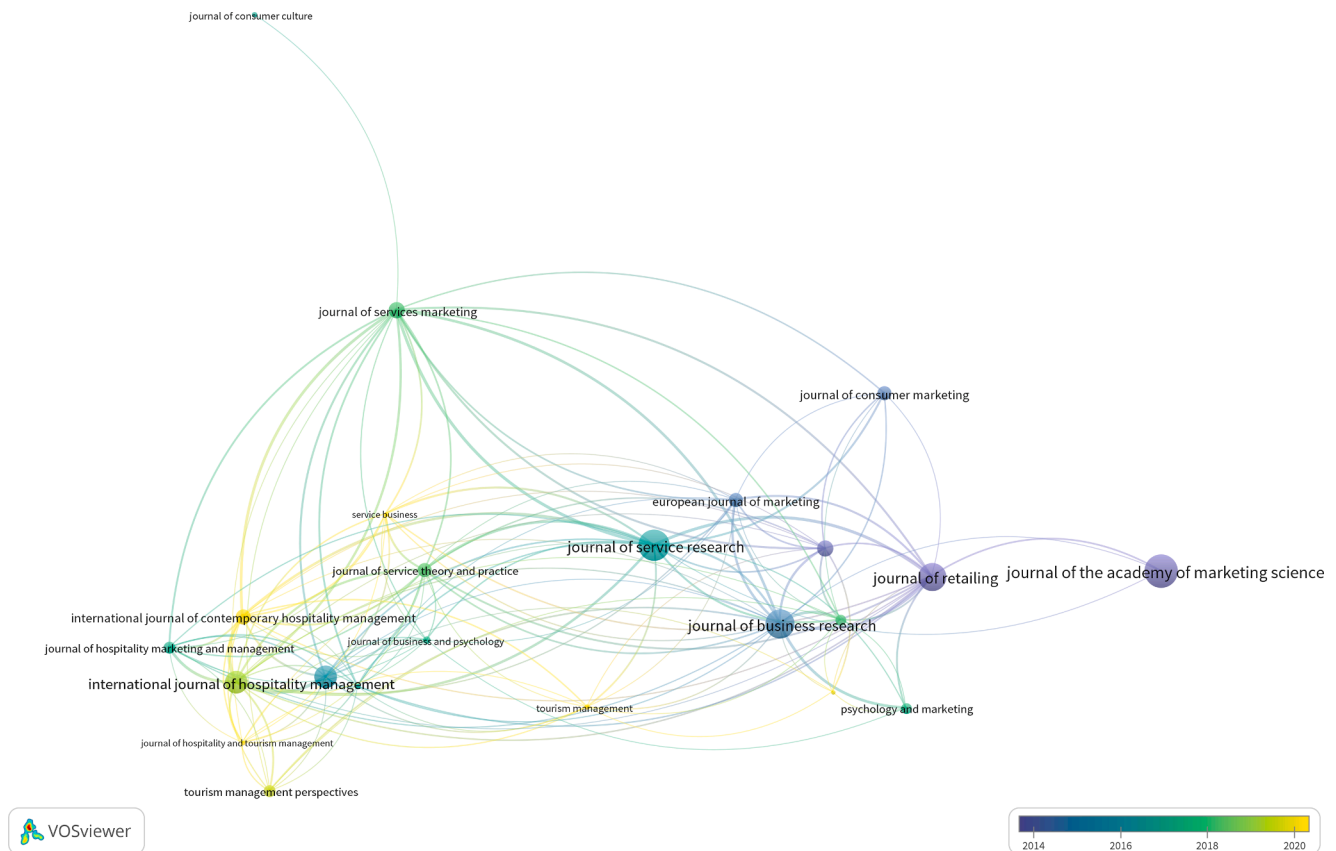 journal of consumer culture
journal of services marketing
journal of consumer marketing
european journal of marketing
service business
journal of service research
journal of service theory and practice
journal of retailing
journal of the academy of marketing science
international journal of contemporary hospitality management
journal of business research
journal of business and psychology
journal of hospitality marketing and management
international journal of hospitality management
tourism management
psychology and marketing
journal of hospitality and tourism management
tourism management perspectives
VOSviewer
2014 2016 2018 2020